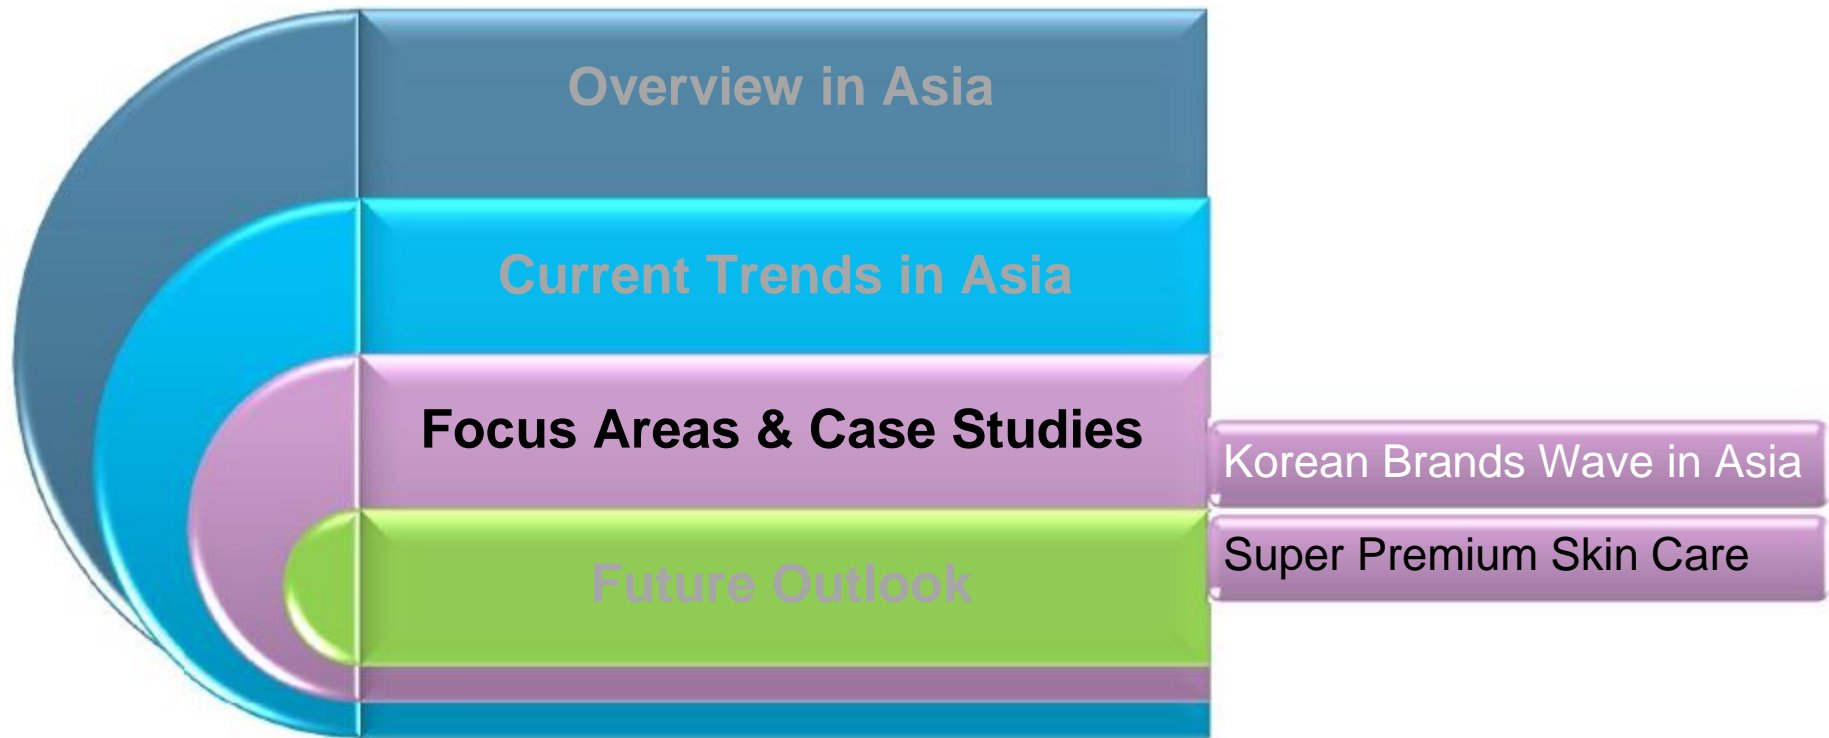 Overview in Asia
Current Trends in Asia
Focus Areas & Case Studies
Korean Brands Wave in Asia
Super Premium Skin Care
Future Outlook